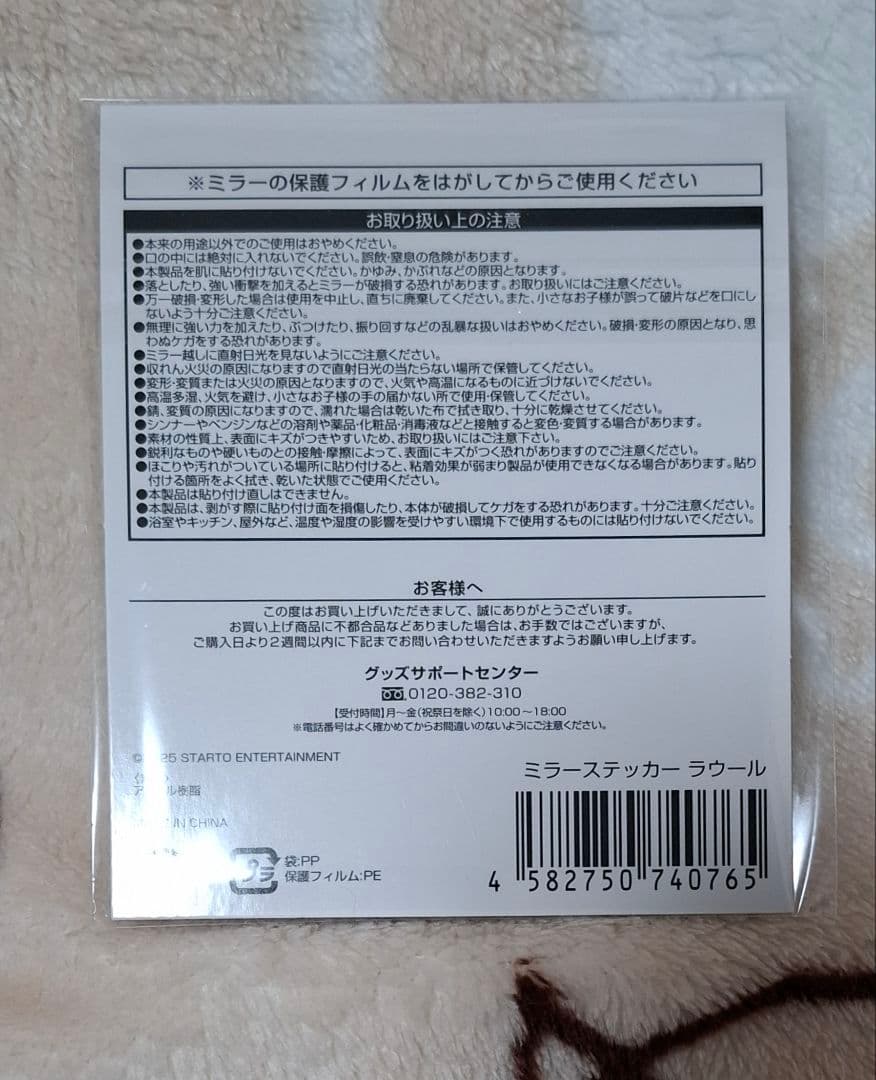 ※ミラーの保護フィルムをはがしてからご使用ください
お取り扱い上の注意
●本来の用途以外でのご使用はおやめください。
●口の中には絶対に入れないでください。誤飲・窒息の危険があります。
●本製品を肌に貼り付けないでください。かゆみ、かぶれなどの原因となります。
●落としたり、強い衝撃を加えるとミラーが破損する恐れがあります。お取り扱いにはご注意ください。
●万一破損・変形した場合は使用を中止し、直ちに廃棄してください。また、小さなお子様が誤って破片などを口にし
ないよう十分ご注意ください。
●無理に強い力を加えたり、ぶつけたり、振り回すなどの乱暴な扱いはおやめください。破損・変形の原因となり、思
わぬケガをする恐れがあります。
●ミラー越しに直射日光を見ないようにご注意ください。
●収れん火災の原因になりますので直射日光の当たらない場所で保管してください。
●変形・変質または火災の原因となりますので、火気や高温になるものに近づけないでください。
●高温多湿、火気を避け、小さなお子様の手の届かない所で使用・保管してください。
●錆、変質の原因になりますので、濡れた場合は乾いた布で拭き取り、十分に乾燥させてください。
●シンナーやベンジンなどの溶剤や薬品・化粧品・消毒液などと接触すると変色・変質する場合があります。
●素材の性質上、表面にキズがつきやすいため、お取り扱いにはご注意下さい。
●鋭利なものや硬いものとの接触・摩擦によって、表面にキズがつく恐れがありますのでご注意ください。
●ほこりや汚れがついている場所に貼り付けると、粘着効果が弱まり製品が使用できなくなる場合があります。貼り
付ける箇所をよく拭き、乾いた状態でご使用ください。
●本製品は貼り付け直しはできません。
●本製品は、剥がす際に貼り付け面を損傷したり、本体が破損してケガをする恐れがあります。十分ご注意ください。
●浴室やキッチン、屋外など、温度や湿度の影響を受けやすい環境下で使用するものには貼り付けないでください。
お客様へ
この度はお買い上げいただきまして、誠にありがとうございます。
お買い上げ商品に不都合品などありました場合は、お手数ではございますが、
ご購入日より2週間以内に下記までお問い合わせいただきますようお願い申し上げます。
グッズサポートセンター
0120-382-310
【受付時間】月〜金(祝祭日を除く)10:00〜18:00
※電話番号はよく確かめてからお間違いのないようにご注意ください。
STARTO ENTERTAINMENT
樹脂
IN CHINA
ミラーステッカー ラウール
プラ
袋:PP
保護フィルム:PE
4 582750 740765